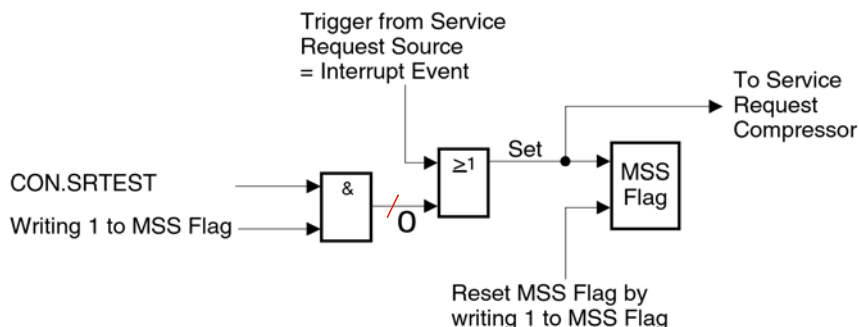 Trigger from Service
Request Source
= Interrupt Event
To Service
Request
Compressor
Set
≥1
MSS
Flag
CON.SRTEST
&
Writing 1 to MSS Flag
0
Reset MSS Flag by
writing 1 to MSS Flag